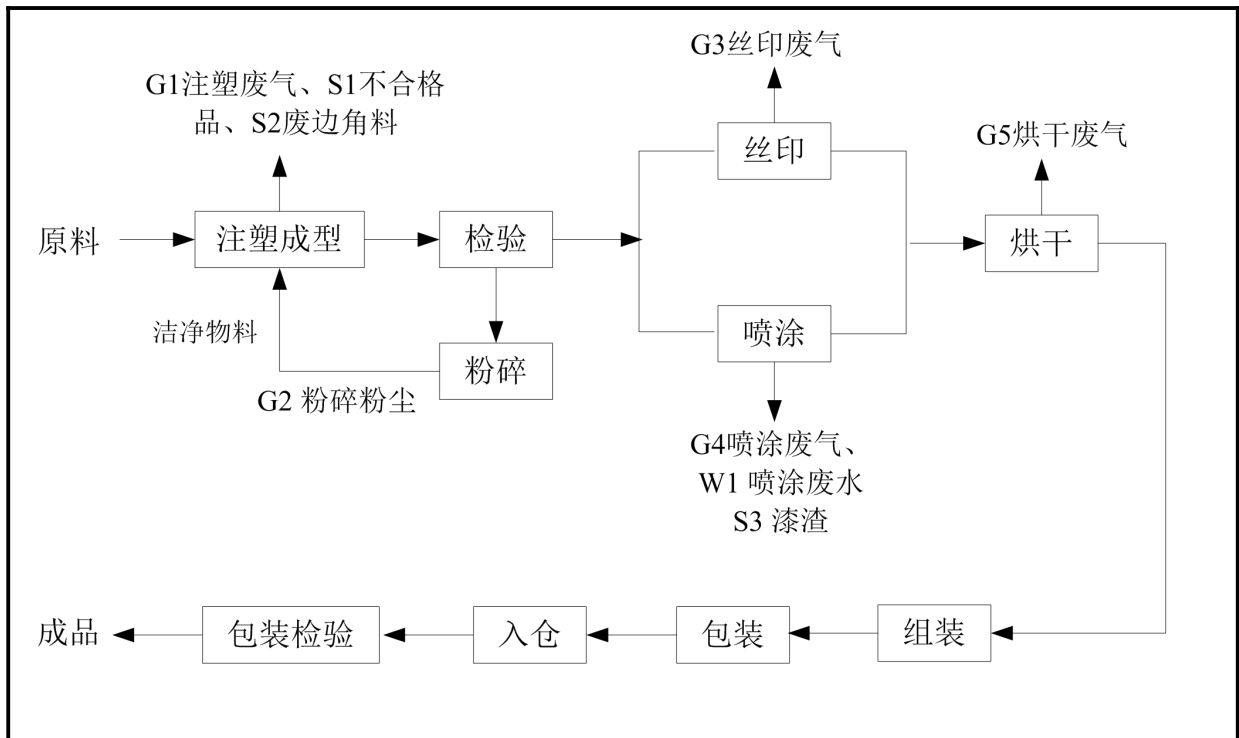 G3丝印废气
G1注塑废气、S1不合格
品、S2废边角料
丝印
G5烘干废气
原料
注塑成型
检验
烘干
洁净物料
喷涂
粉碎
G2 粉碎粉尘
G4喷涂废气、
W1 喷涂废水
S3 漆渣
成品
包装检验
入仓
包装
组装